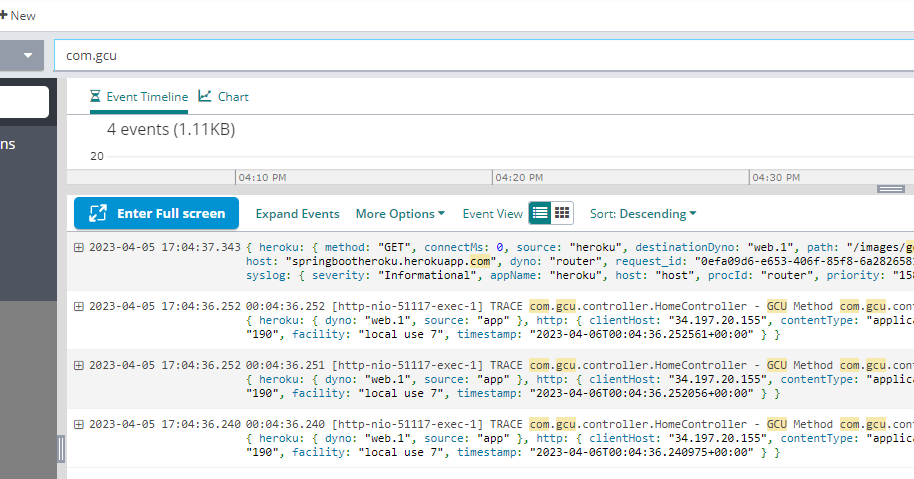 + New
com.gcu
Event Timeline Chart
ns
4 events (1.11KB)
20
04:10 PM 04:20 PM 04:30 PM
Enter Full screen Expand Events More Options Event View Sort: Descending
2023-04-05 17:04:37.343 { heroku: { method: "GET", connectMs: 0, source: "heroku", destinationDyno: "web.1", path: "/images/g
host: "springbootheroku.herokuapp.com", dyno: "router", request_id: "0efa09d6-e653-406f-85f8-6a2826581
syslog: { severity: "Informational", appName: "heroku", host: "host", procId: "router", priority: "158
2023-04-05 17:04:36.252 00:04:36.252 [http-nio-51117-exec-1] TRACE com.gcu.controller.HomeController - GCU Method com.gcu.con
{ heroku: { dyno: "web.1", source: "app" }, http: { clientHost: "34.197.20.155", contentType: "applica
"190", facility: "local use 7", timestamp: "2023-04-06T00:04:36.252561+00:00" } }
2023-04-05 17:04:36.252 00:04:36.251 [http-nio-51117-exec-1] TRACE com.gcu.controller.HomeController - GCU Method com.gcu.con
{ heroku: { dyno: "web.1", source: "app" }, http: { clientHost: "34.197.20.155", contentType: "applica
"190", facility: "local use 7", timestamp: "2023-04-06T00:04:36.252056+00:00" } }
2023-04-05 17:04:36.240 00:04:36.240 [http-nio-51117-exec-1] TRACE com.gcu.controller.HomeController - GCU Method com.gcu.con
{ heroku: { dyno: "web.1", source: "app" }, http: { clientHost: "34.197.20.155", contentType: "applica
"190", facility: "local use 7", timestamp: "2023-04-06T00:04:36.240975+00:00" } }